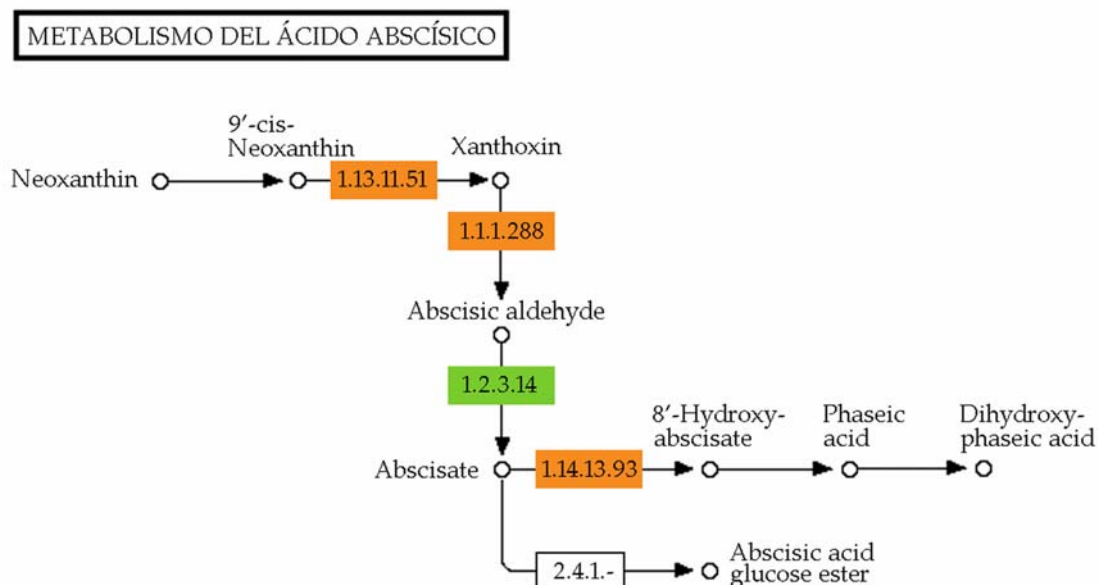 METABOLISMO DEL ÁCIDO ABSCÍSICO
9′-cis-
Neoxanthin
Xanthoxin
Neoxanthin
1.13.11.51
1.1.1.288
Abscisic aldehyde
1.2.3.14
8′-Hydroxy-
abscisate
Phaseic
acid
Dihydroxy-
phaseic acid
Abscisate
1.14.13.93
2.4.1.-
Abscisic acid
glucose ester